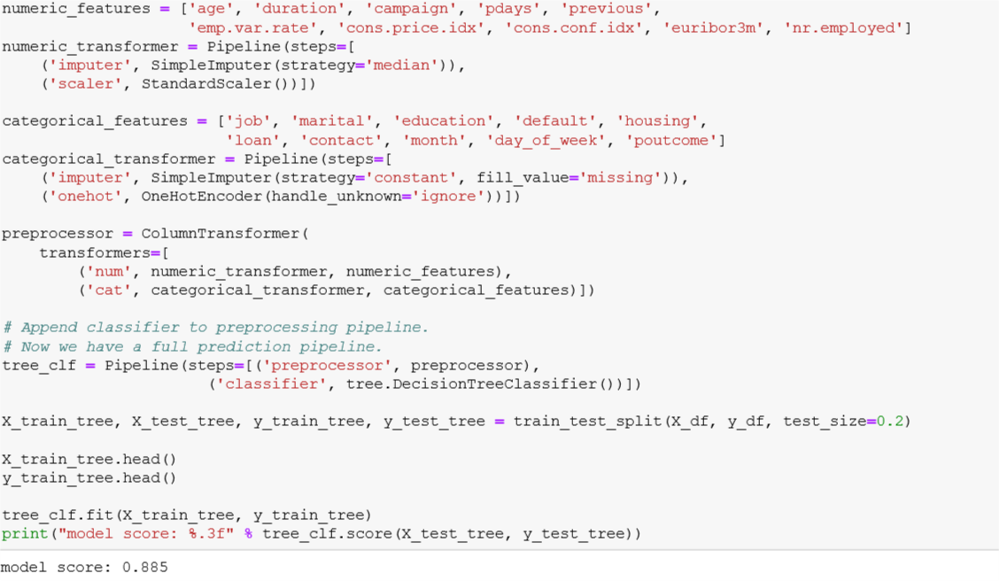 numeric_features = ['age', 'duration', 'campaign', 'pdays', 'previous',
                    'emp.var.rate', 'cons.price.idx', 'cons.conf.idx', 'euribor3m', 'nr.employed']
numeric_transformer = Pipeline(steps=[
    ('imputer', SimpleImputer(strategy='median')),
    ('scaler', StandardScaler())])

categorical_features = ['job', 'marital', 'education', 'default', 'housing',
                        'loan', 'contact', 'month', 'day_of_week', 'poutcome']
categorical_transformer = Pipeline(steps=[
    ('imputer', SimpleImputer(strategy='constant', fill_value='missing')),
    ('onehot', OneHotEncoder(handle_unknown='ignore'))])

preprocessor = ColumnTransformer(
    transformers=[
        ('num', numeric_transformer, numeric_features),
        ('cat', categorical_transformer, categorical_features)])

# Append classifier to preprocessing pipeline.
# Now we have a full prediction pipeline.
tree_clf = Pipeline(steps=[('preprocessor', preprocessor),
                      ('classifier', tree.DecisionTreeClassifier())])

X_train_tree, X_test_tree, y_train_tree, y_test_tree = train_test_split(X_df, y_df, test_size=0.2)

X_train_tree.head()
y_train_tree.head()

tree_clf.fit(X_train_tree, y_train_tree)
print("model score: %.3f" % tree_clf.score(X_test_tree, y_test_tree))
model score: 0.885